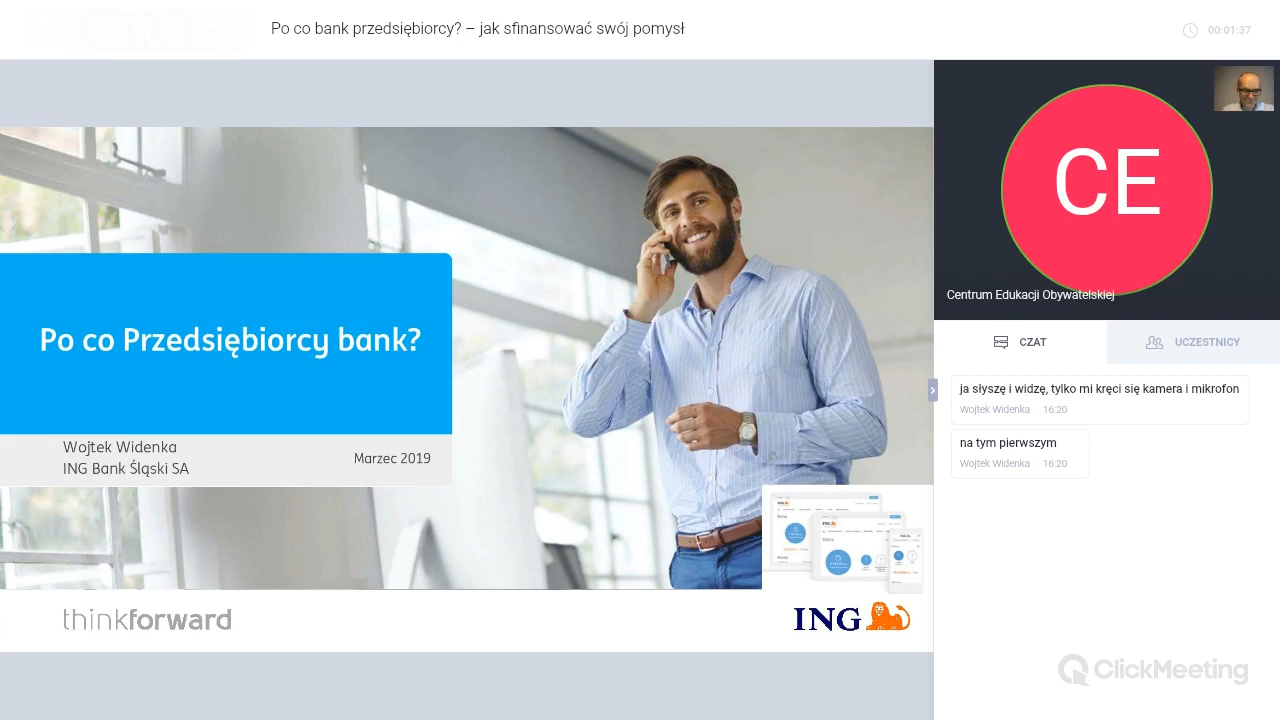 Po co bank przedsiębiorcy? – jak sfinansować swój pomysł
00:01:37
Po co Przedsiębiorcy bank?
Wojtek Widenka
ING Bank Śląski SA
Marzec 2019
thinkforward
ING
CE
Centrum Edukacji Obywatelskiej
CZAT
UCZESTNICY
ja słyszę i widzę, tylko mi kręci się kamera i mikrofon
Wojtek Widenka 16:20
na tym pierwszym
Wojtek Widenka 16:20
ClickMeeting